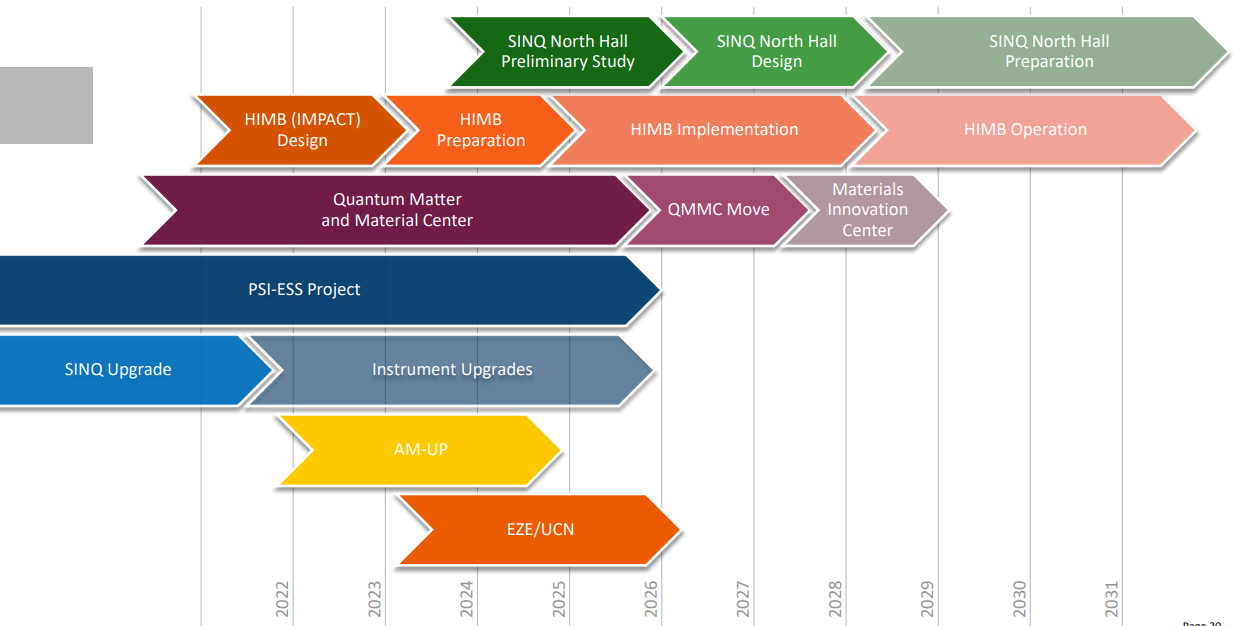 SINQ North Hall
Preliminary Study
SINQ North Hall
Design
SINQ North Hall
Preparation
HIMB (IMPACT)
Design
HIMB
Preparation
HIMB Implementation
HIMB Operation
Quantum Matter
and Material Center
QMMC Move
Materials
Innovation
Center
PSI-ESS Project
SINQ Upgrade
Instrument Upgrades
AM-UP
EZE/UCN
2022
2023
2024
2025
2026
2027
2028
2029
2030
2031